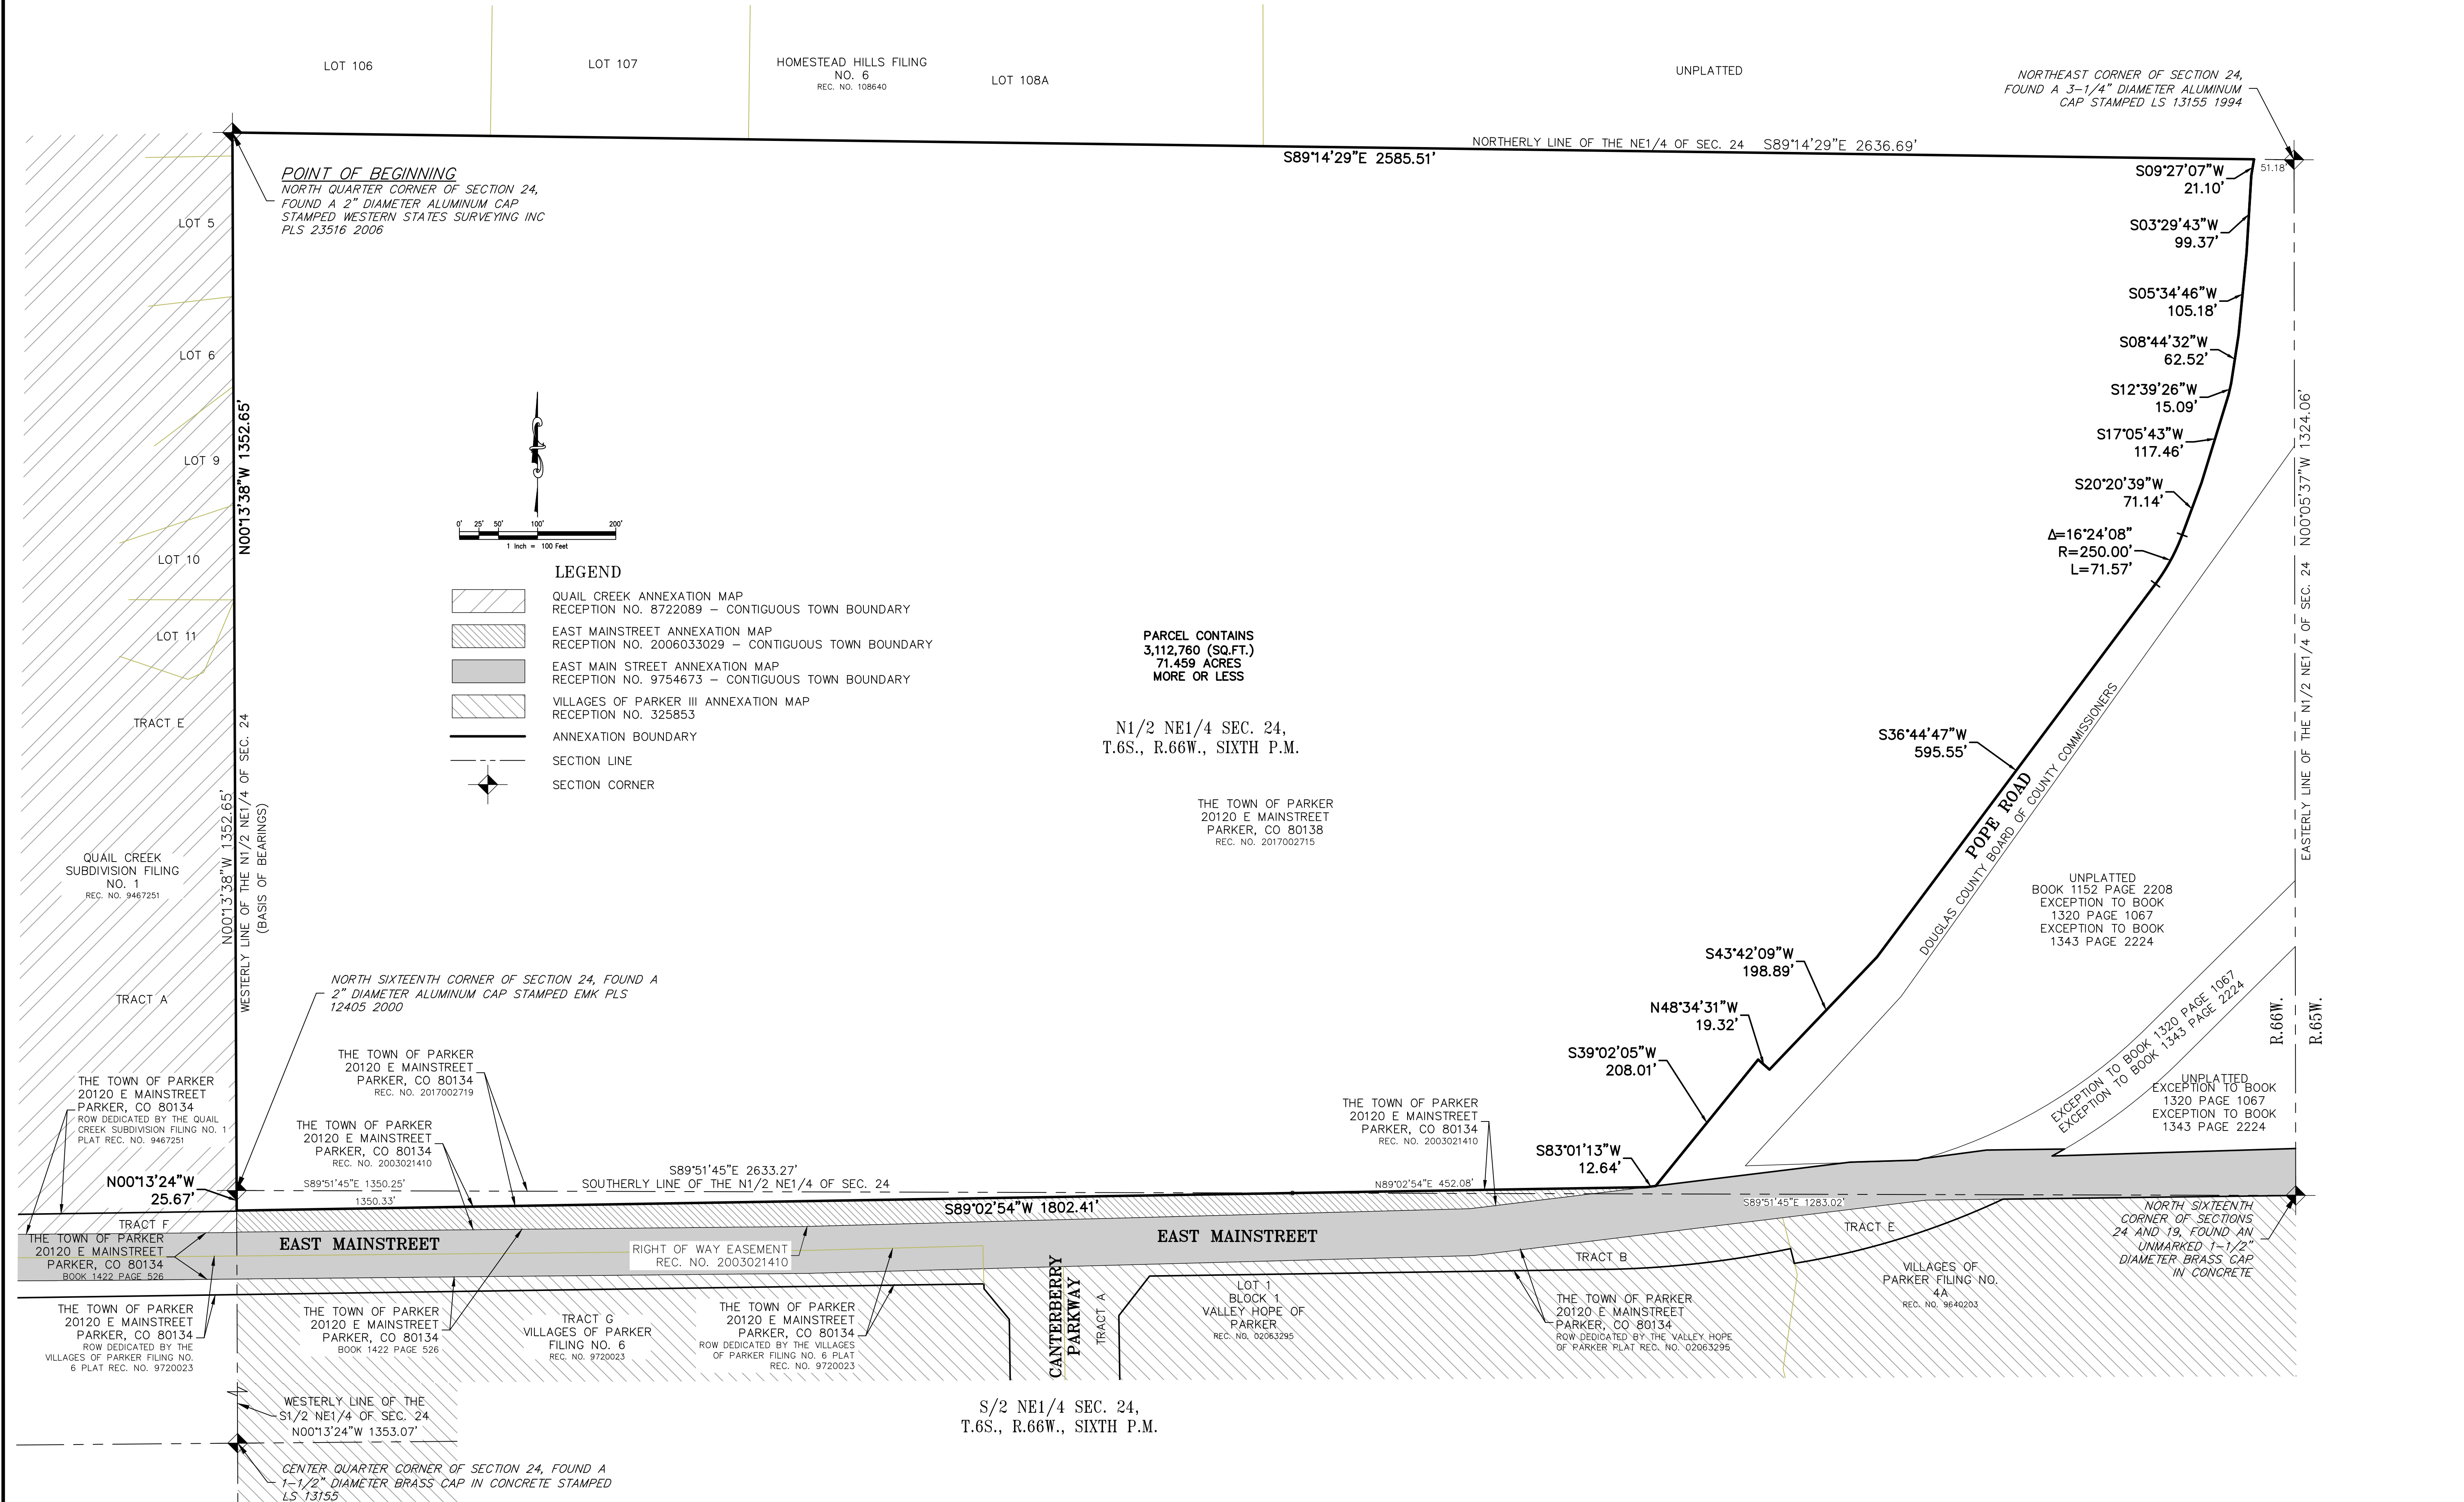 LOT 106
LOT 107
HOMESTEAD HILLS FILING
NO. 6
REC. NO. 108640
LOT 108A
UNPLATTED
NORTHEAST CORNER OF SECTION 24,
FOUND A 3-1/4" DIAMETER ALUMINUM
CAP STAMPED LS 13155 1994
NORTHERLY LINE OF THE NE1/4 OF SEC. 24 S89°14'29"E 2636.69'
S89°14'29"E 2585.51'
51.18'
POINT OF BEGINNING
NORTH QUARTER CORNER OF SECTION 24,
FOUND A 2" DIAMETER ALUMINUM CAP
STAMPED WESTERN STATES SURVEYING INC
PLS 23516 2006
S09°27'07"W
21.10'
S03°29'43"W
99.37'
S05°34'46"W
105.18'
S08°44'32"W
62.52'
S12°39'26"W
15.09'
S17°05'43"W
117.46'
S20°20'39"W
71.14'
Δ=16°24'08"
R=250.00'
L=71.57'
LOT 5
LOT 6
LOT 9
LOT 10
LOT 11
TRACT E
N00°13'38"W 1352.65'
N00°13'38"W 1352.65'
WESTERLY LINE OF THE N1/2 NE1/4 OF SEC. 24
(BASIS OF BEARINGS)
0' 25' 50' 100' 200'
1 Inch = 100 Feet
LEGEND
QUAIL CREEK ANNEXATION MAP
RECEPTION NO. 8722089 - CONTIGUOUS TOWN BOUNDARY
EAST MAINSTREET ANNEXATION MAP
RECEPTION NO. 2006033029 - CONTIGUOUS TOWN BOUNDARY
EAST MAIN STREET ANNEXATION MAP
RECEPTION NO. 9754673 - CONTIGUOUS TOWN BOUNDARY
VILLAGES OF PARKER III ANNEXATION MAP
RECEPTION NO. 325853
ANNEXATION BOUNDARY
SECTION LINE
SECTION CORNER
PARCEL CONTAINS
3,112,760 (SQ.FT.)
71.459 ACRES
MORE OR LESS
N1/2 NE1/4 SEC. 24,
T.6S., R.66W., SIXTH P.M.
THE TOWN OF PARKER
20120 E MAINSTREET
PARKER, CO 80138
REC. NO. 2017002715
S36°44'47"W
595.55'
POPE ROAD
DOUGLAS COUNTY BOARD OF COUNTY COMMISSIONERS
EASTERLY LINE OF THE N1/2 NE1/4 OF SEC. 24 N00°05'37"W 1324.06'
UNPLATTED
BOOK 1152 PAGE 2208
EXCEPTION TO BOOK
1320 PAGE 1067
EXCEPTION TO BOOK
1343 PAGE 2224
S43°42'09"W
198.89'
N48°34'31"W
19.32'
S39°02'05"W
208.01'
S83°01'13"W
12.64'
EXCEPTION TO BOOK 1320 PAGE 1067
EXCEPTION TO BOOK 1343 PAGE 2224
R.66W.
R.65W.
UNPLATTED
EXCEPTION TO BOOK
1320 PAGE 1067
EXCEPTION TO BOOK
1343 PAGE 2224
QUAIL CREEK
SUBDIVISION FILING
NO. 1
REC. NO. 9467251
TRACT A
NORTH SIXTEENTH CORNER OF SECTION 24, FOUND A
2" DIAMETER ALUMINUM CAP STAMPED EMK PLS
12405 2000
THE TOWN OF PARKER
20120 E MAINSTREET
PARKER, CO 80134
ROW DEDICATED BY THE QUAIL
CREEK SUBDIVISION FILING NO. 1
PLAT REC. NO. 9467251
THE TOWN OF PARKER
20120 E MAINSTREET
PARKER, CO 80134
REC. NO. 2017002719
THE TOWN OF PARKER
20120 E MAINSTREET
PARKER, CO 80134
REC. NO. 2003021410
THE TOWN OF PARKER
20120 E MAINSTREET
PARKER, CO 80134
REC. NO. 2003021410
N00°13'24"W
25.67'
S89°51'45"E 1350.25'
1350.33'
S89°51'45"E 2633.27'
SOUTHERLY LINE OF THE N1/2 NE1/4 OF SEC. 24
N89°02'54"E 452.08'
S89°02'54"W 1802.41'
S89°51'45"E 1283.02'
NORTH SIXTEENTH
CORNER OF SECTIONS
24 AND 19, FOUND AN
UNMARKED 1-1/2"
DIAMETER BRASS CAP
IN CONCRETE
TRACT F
THE TOWN OF PARKER
20120 E MAINSTREET
PARKER, CO 80134
BOOK 1422 PAGE 526
EAST MAINSTREET
RIGHT OF WAY EASEMENT
REC. NO. 2003021410
EAST MAINSTREET
TRACT B
TRACT E
VILLAGES OF
PARKER FILING NO.
4A
REC. NO. 9640203
THE TOWN OF PARKER
20120 E MAINSTREET
PARKER, CO 80134
ROW DEDICATED BY THE
VILLAGES OF PARKER FILING NO.
6 PLAT REC. NO. 9720023
THE TOWN OF PARKER
20120 E MAINSTREET
PARKER, CO 80134
BOOK 1422 PAGE 526
TRACT G
VILLAGES OF PARKER
FILING NO. 6
REC. NO. 9720023
THE TOWN OF PARKER
20120 E MAINSTREET
PARKER, CO 80134
ROW DEDICATED BY THE VILLAGES
OF PARKER FILING NO. 6 PLAT
REC. NO. 9720023
CANTERBERRY
PARKWAY
TRACT A
LOT 1
BLOCK 1
VALLEY HOPE OF
PARKER
REC. NO. 02063295
THE TOWN OF PARKER
20120 E MAINSTREET
PARKER, CO 80134
ROW DEDICATED BY THE VALLEY HOPE
OF PARKER PLAT REC. NO. 02063295
WESTERLY LINE OF THE
S1/2 NE1/4 OF SEC. 24
N00°13'24"W 1353.07'
S/2 NE1/4 SEC. 24,
T.6S., R.66W., SIXTH P.M.
CENTER QUARTER CORNER OF SECTION 24, FOUND A
1-1/2" DIAMETER BRASS CAP IN CONCRETE STAMPED
LS 13155